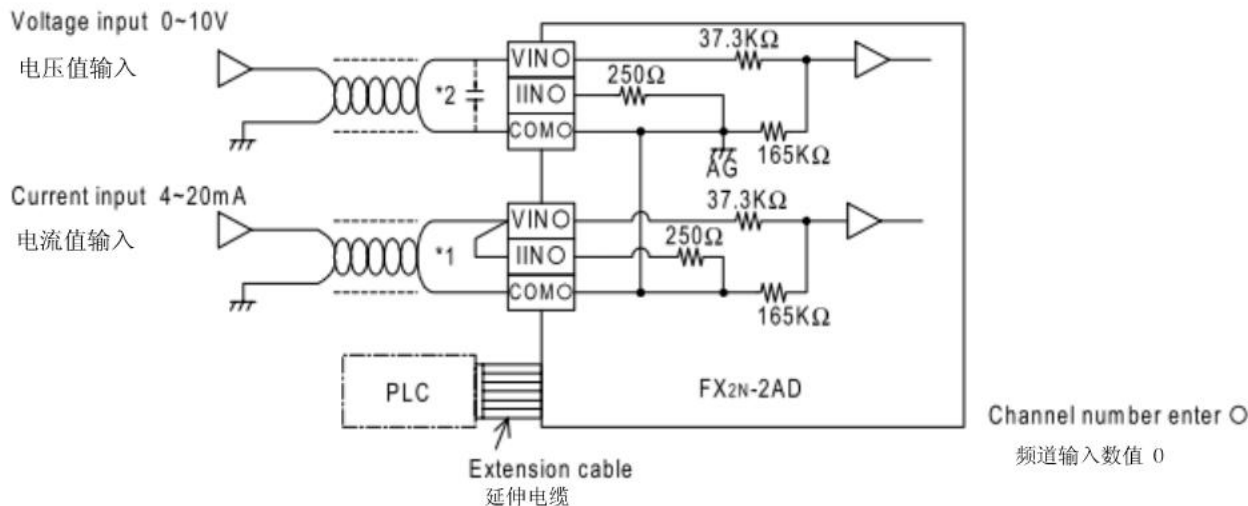 Voltage input 0~10V
电压值输入
*2
VIN○
IIN○
COM○
37.3KΩ
250Ω
AG
165KΩ
Current input 4~20mA
电流值输入
*1
VIN○
IIN○
COM○
37.3KΩ
250Ω
165KΩ
PLC
FX2N-2AD
Extension cable
延伸电缆
Channel number enter ○
频道输入数值 0